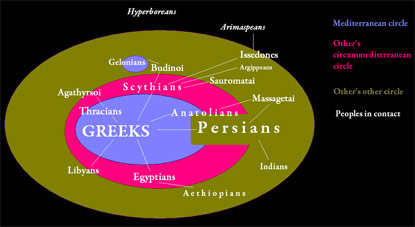 Hyperboreans
Arimaspeans
Mediterranean circle
Other's
circummediterranean
circle
Other's other circle
Peoples in contact
Gelonians
Budinoi
Issedones
Argippeans
Scythians
Sauromatai
Agathyrsoi
Massagetai
Thracians
Anatolians
GREEKS
Persians
Libyans
Egyptians
Indians
Aethiopians